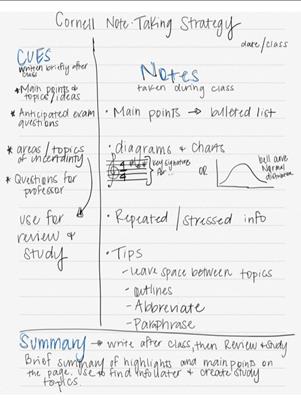 Cornell Note-Taking Strategy
date/class
CUES
written briefly after
class
* Main points &
topics/ideas
* Anticipated exam
questions
* areas/topics
of uncertainty
* Questions for
professor
use for
review &
study
Notes
taken during class
• Main points → bulleted list
• diagrams & Charts
key signature
for...
OR
bell curve
Normal
distribution
• Repeated/stressed info
• Tips
- leave space between topics
- outlines
- Abbreviate
- Paraphrase
Summary → write after class, then Review & study
Brief summary of highlights and main points on
the page. Use to find info later & create study
topics.